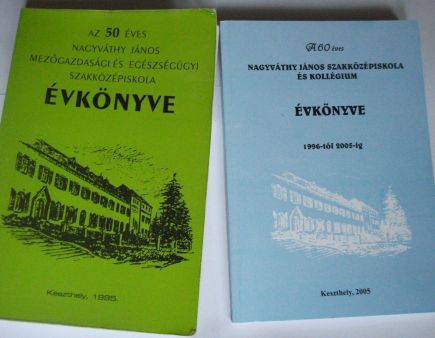 AZ 50 ÉVES
NAGYVÁTHY JÁNOS
MEZŐGAZDASÁGI ÉS EGÉSZSÉGÜGYI
SZAKKÖZÉPISKOLA
ÉVKÖNYVE
Keszthely, 1995.
A 60 éves
NAGYVÁTHY JÁNOS SZAKKÖZÉPISKOLA
ÉS KOLLÉGIUM
ÉVKÖNYVE
1996-tól 2005-ig
Keszthely, 2005